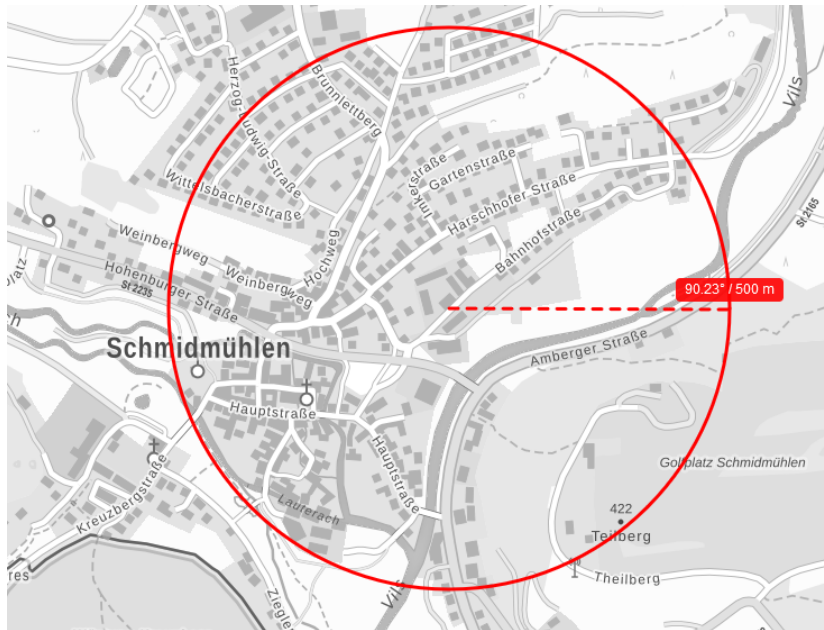 Herzog-Ludwig-Straße
Brunnlettberg
Vils
Wittelsbacherstraße
Imkerstraße
Gartenstraße
Harschhofer Straße
Bahnhofstraße
St 2165
Weinbergweg
Weinbergweg
Hochweg
Hohenburger Straße
St 2235
90.23° / 500 m
Amberger Straße
Schmidmühlen
Hauptstraße
Hauptstraße
Golfplatz Schmidmühlen
Kreuzbergstraße
Lauterach
422
Teilberg
Theilberg
Vils